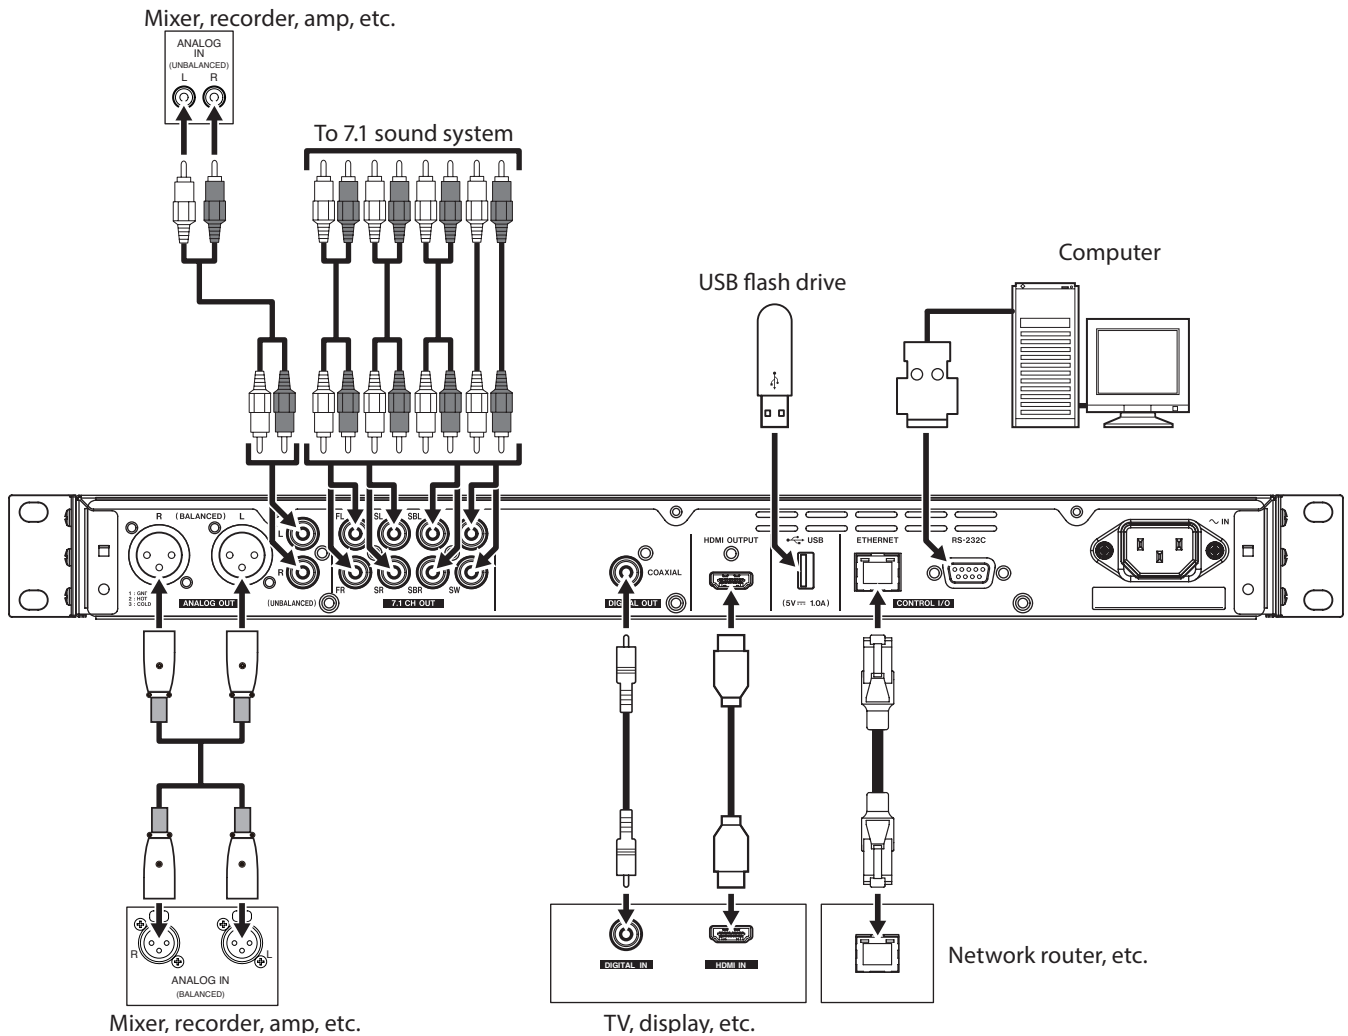 Mixer, recorder, amp, etc.
ANALOG
IN
(UNBALANCED)
L R
To 7.1 sound system
Computer
USB flash drive
R (BALANCED) L
L
R
(UNBALANCED)
1 : GNT
2 : HOT
3 : COLD
ANALOG OUT
FL SL SBL
FR SR SBR SW
7.1 CH OUT
COAXIAL
DIGITAL OUT
HDMI OUTPUT
USB
(5V 1.0A)
ETHERNET
RS-232C
CONTROL I/O
~ IN
R L
ANALOG IN
(BALANCED)
Mixer, recorder, amp, etc.
DIGITAL IN
HDMI IN
TV, display, etc.
Network router, etc.